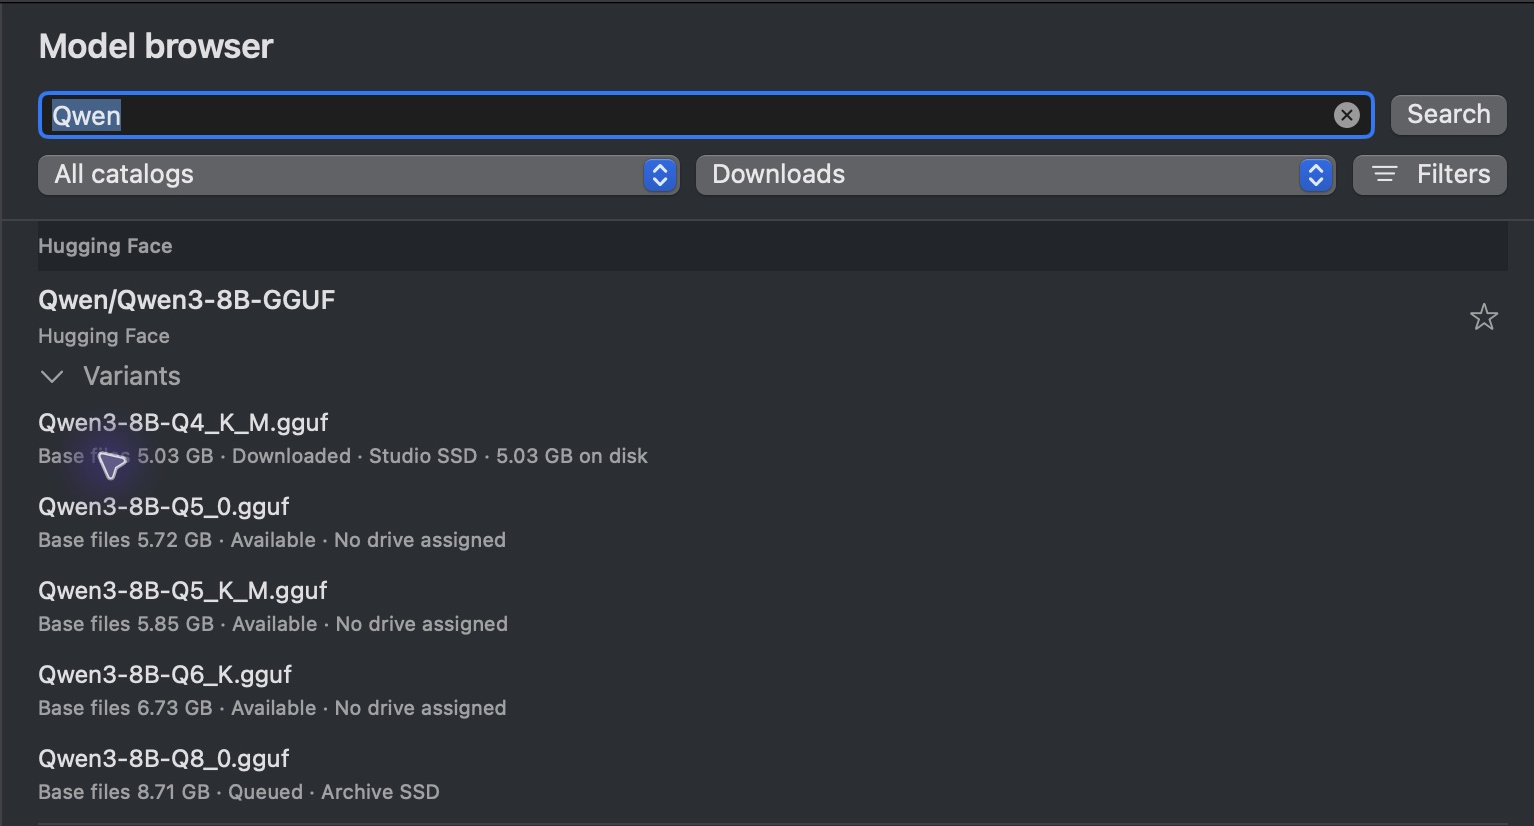 Model browser
Qwen
Search
All catalogs
Downloads
Filters
Hugging Face
Qwen/Qwen3-8B-GGUF
Hugging Face
Variants
Qwen3-8B-Q4_K_M.gguf
Base files 5.03 GB · Downloaded · Studio SSD · 5.03 GB on disk
Qwen3-8B-Q5_0.gguf
Base files 5.72 GB · Available · No drive assigned
Qwen3-8B-Q5_K_M.gguf
Base files 5.85 GB · Available · No drive assigned
Qwen3-8B-Q6_K.gguf
Base files 6.73 GB · Available · No drive assigned
Qwen3-8B-Q8_0.gguf
Base files 8.71 GB · Queued · Archive SSD